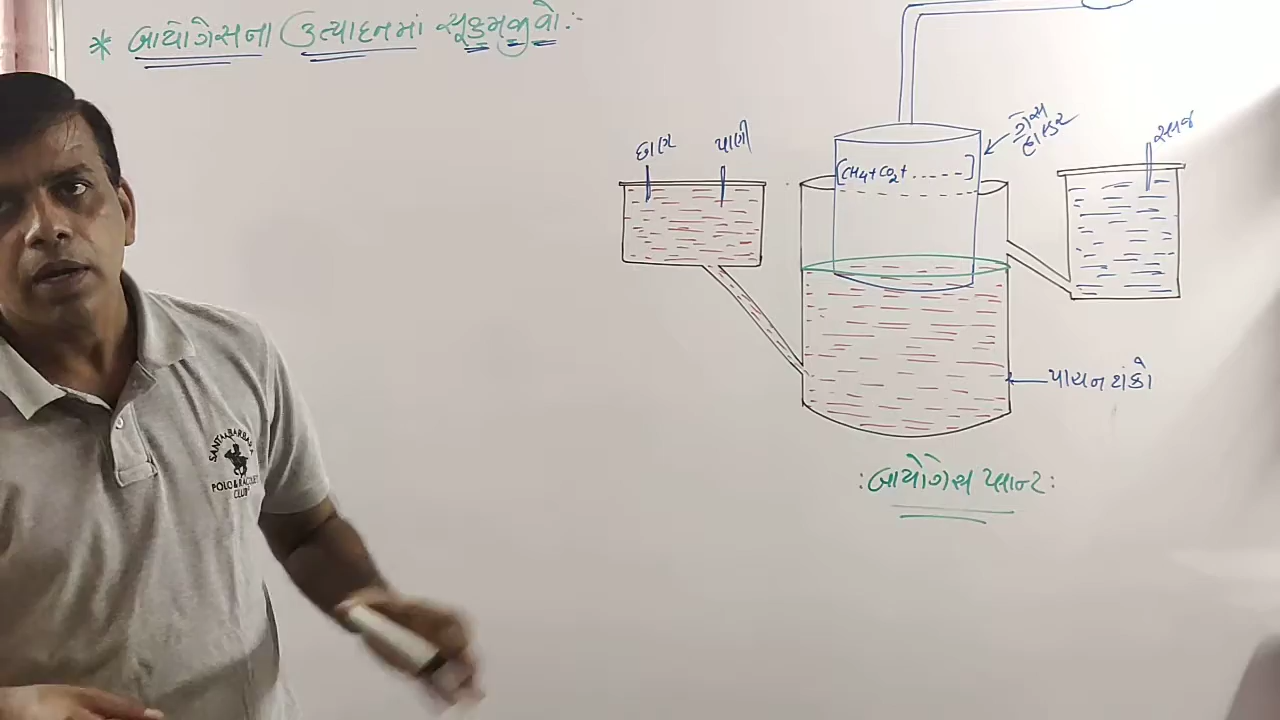 * બાયોગેસના ઉત્પાદનમાં સૂક્ષ્મજીવો :-
છાણ
પાણી
ગેસ
હોલ્ડર
સ્લજ
[CH₄+CO₂+ ------]
પાચન ટાંકો
: બાયોગેસ પ્લાન્ટ :
SANTA BARBARA
POLO & RACQUET
CLUB